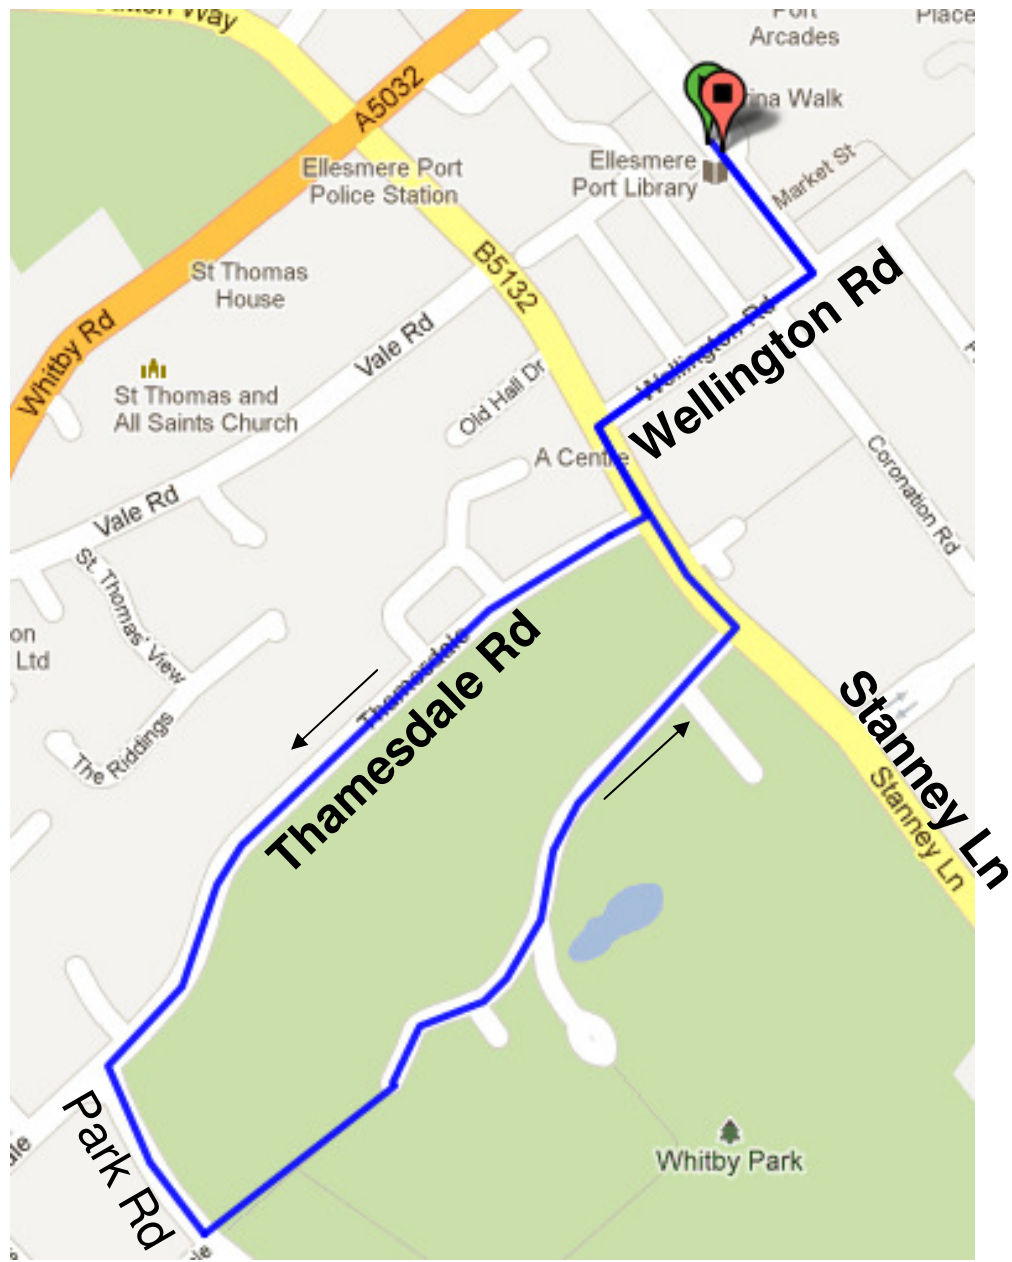 Way
Port
Arcades
Place
A5032
ina Walk
Ellesmere Port
Police Station
Ellesmere
Port Library
Market St
B5132
St Thomas
House
Wellington Rd
Wellington Rd
Whitby Rd
Vale Rd
Old Hall Dr
St Thomas and
All Saints Church
A Centre
Coronation Rd
Vale Rd
St. Thomas' View
on
Ltd
Thamesdale
Thamesdale Rd
The Riddings
Stanney Ln
Stanney Ln
Park Rd
Whitby Park